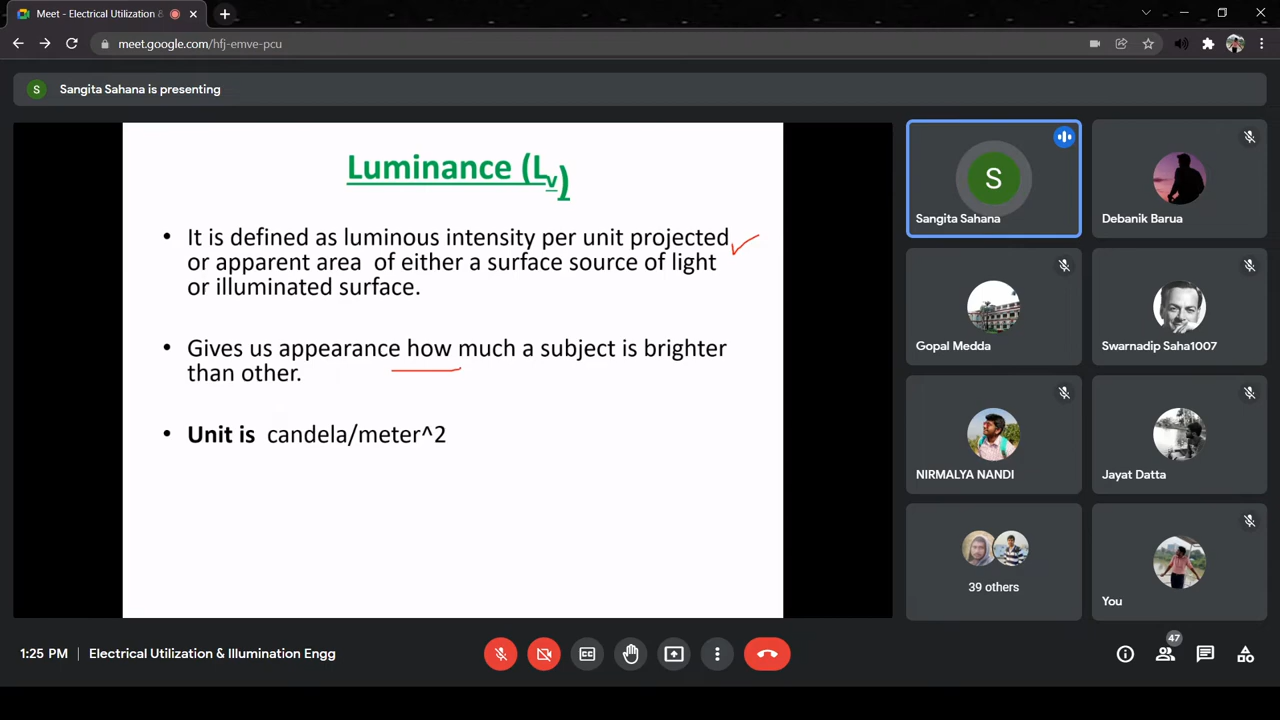 Meet - Electrical Utilization &
meet.google.com/hfj-emve-pcu
S
Sangita Sahana is presenting
Luminance (Lv)
• It is defined as luminous intensity per unit projected
or apparent area of either a surface source of light
or illuminated surface.
• Gives us appearance how much a subject is brighter
than other.
• Unit is candela/meter^2
S
Sangita Sahana
Debanik Barua
Gopal Medda
Swarnadip Saha1007
NIRMALYA NANDI
Jayat Datta
39 others
You
1:25 PM
Electrical Utilization & Illumination Engg
47